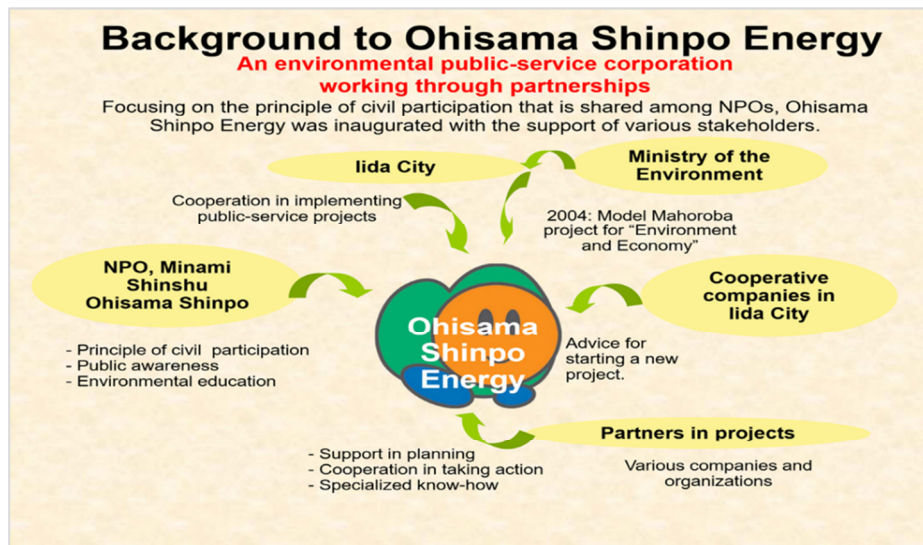 Background to Ohisama Shinpo Energy
An environmental public-service corporation
working through partnerships
Focusing on the principle of civil participation that is shared among NPOs, Ohisama
Shinpo Energy was inaugurated with the support of various stakeholders.
Iida City
Cooperation in implementing
public-service projects
Ministry of the
Environment
2004: Model Mahoroba
project for “Environment
and Economy”
NPO, Minami
Shinshu
Ohisama Shinpo
- Principle of civil participation
- Public awareness
- Environmental education
Ohisama
Shinpo
Energy
Cooperative
companies in
Iida City
Advice for
starting a new
project.
Partners in projects
Various companies and
organizations
- Support in planning
- Cooperation in taking action
- Specialized know-how